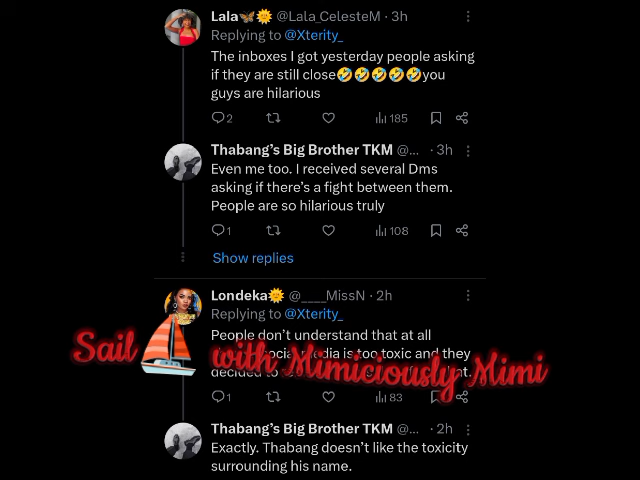 Lala🦋🌞 @Lala_CelesteM · 3h
Replying to @Xterity_
The inboxes I got yesterday people asking
if they are still close🤣🤣🤣🤣🤣you
guys are hilarious
2 185
Thabang's Big Brother TKM @... · 3h
Even me too. I received several Dms
asking if there's a fight between them.
People are so hilarious truly
1 108
Show replies
Londeka🌞 @____MissN · 2h
Replying to @Xterity_
People don't understand that at all
social media is too toxic and they
decided to
1 83
Sail with Mimiciously Mimi
Thabang's Big Brother TKM @... · 2h
Exactly. Thabang doesn't like the toxicity
surrounding his name.